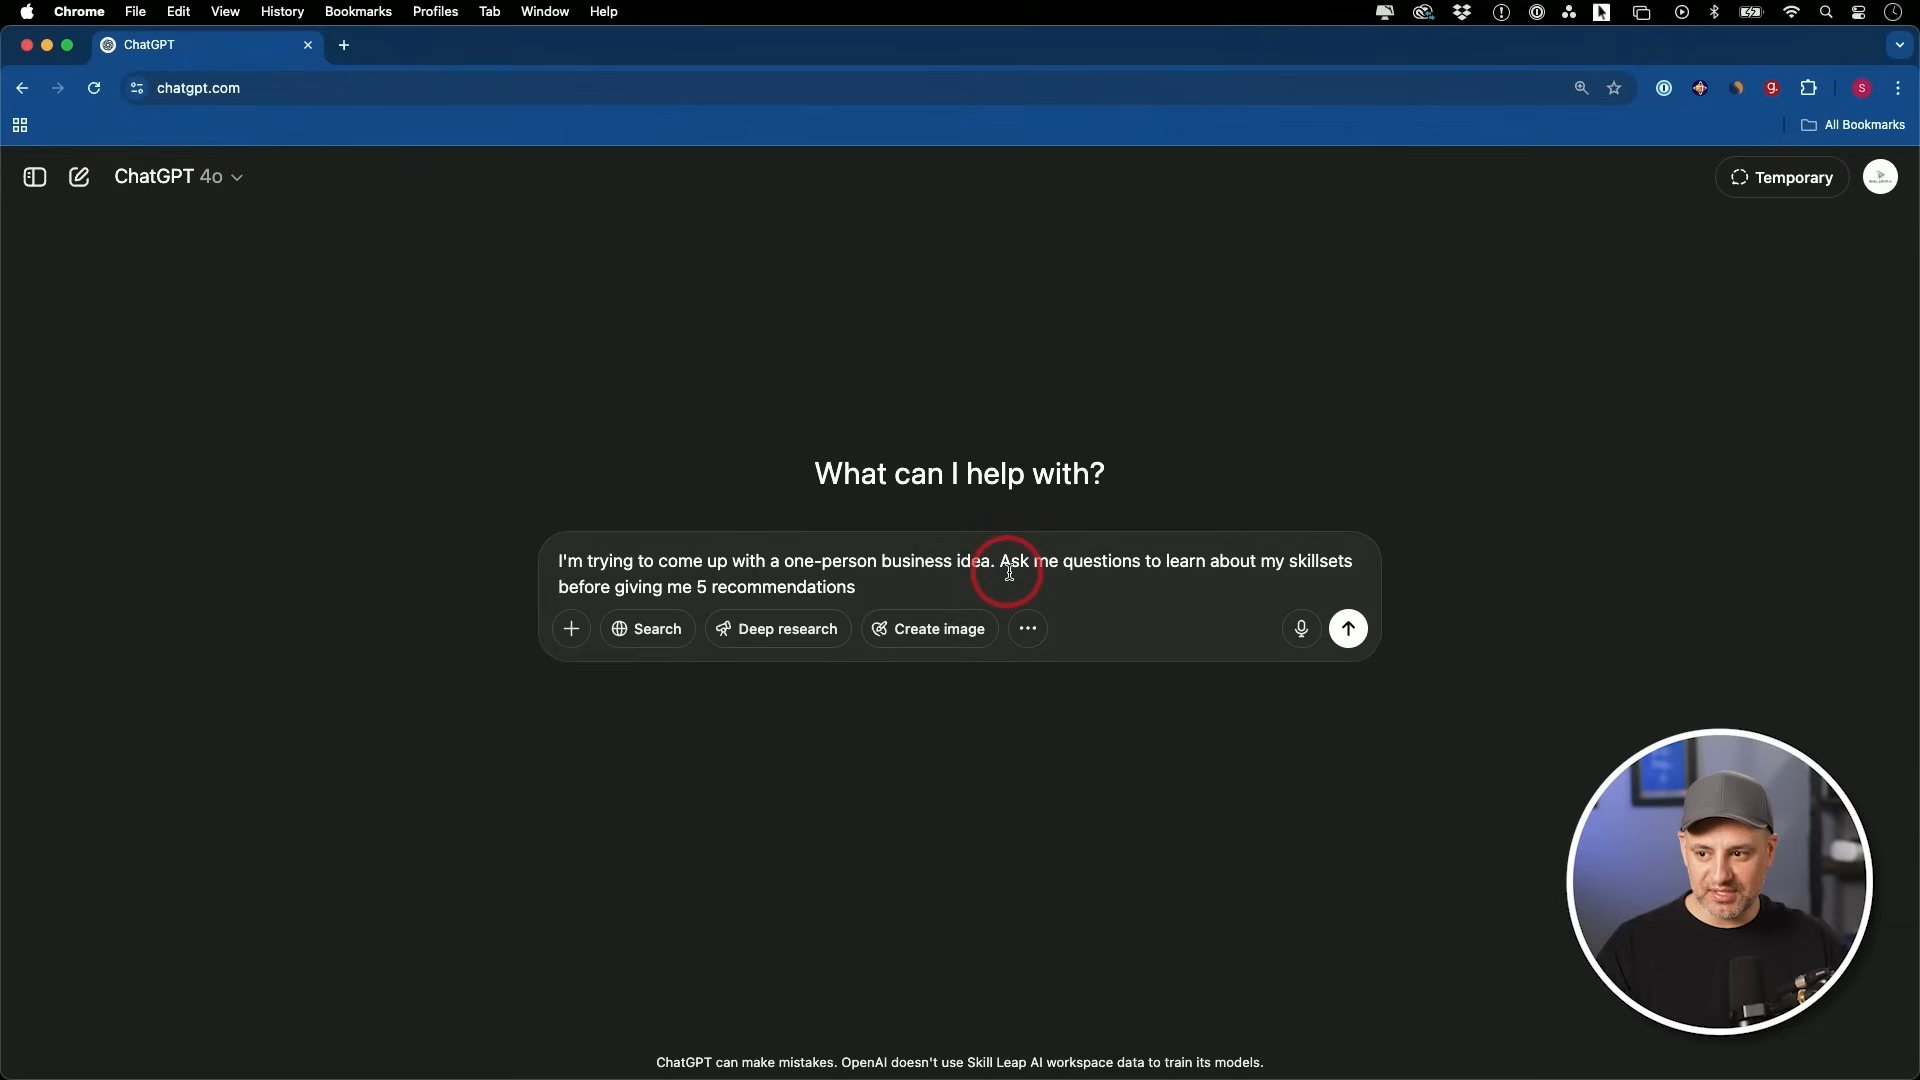 Chrome File Edit View History Bookmarks Profiles Tab Window Help
ChatGPT
chatgpt.com
g.
S
All Bookmarks
ChatGPT 4o
Temporary
What can I help with?
I'm trying to come up with a one-person business idea. Ask me questions to learn about my skillsets
before giving me 5 recommendations
Search
Deep research
Create image
ChatGPT can make mistakes. OpenAI doesn't use Skill Leap AI workspace data to train its models.